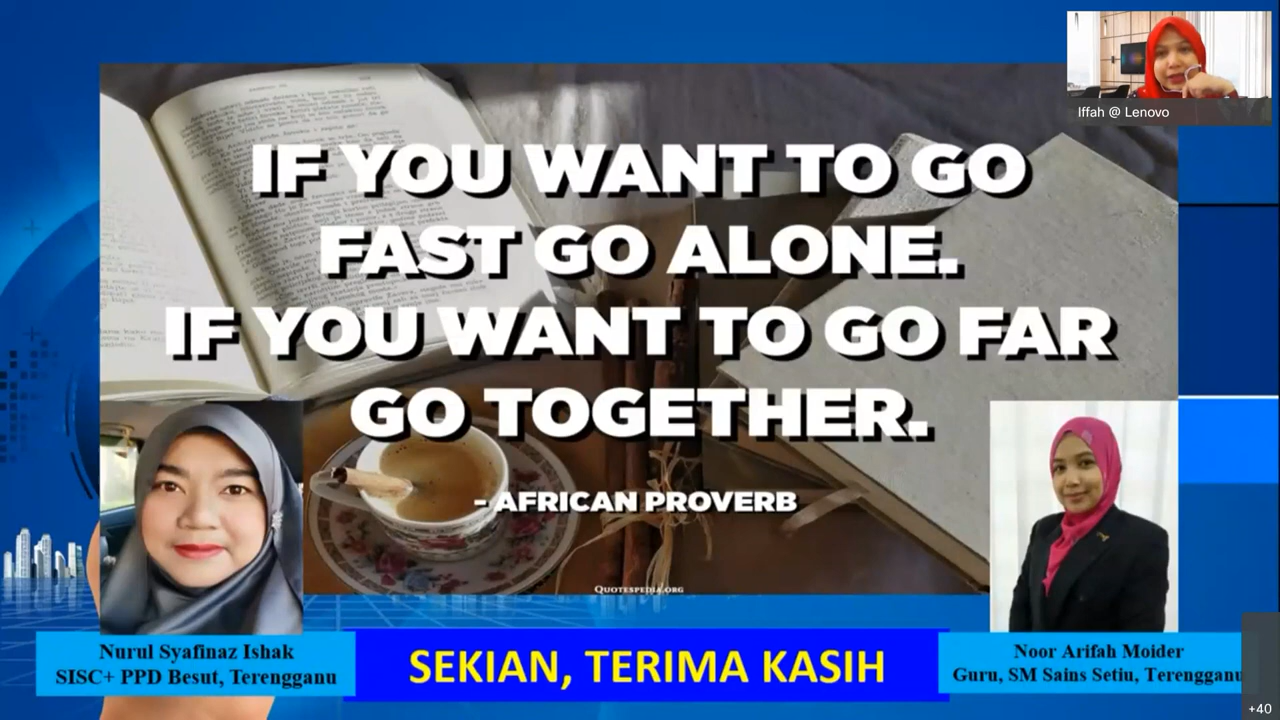 Iffah @ Lenovo
IF YOU WANT TO GO
FAST GO ALONE.
IF YOU WANT TO GO FAR
GO TOGETHER.
- AFRICAN PROVERB
QUOTESPEDIA.ORG
Nurul Syafinaz Ishak
SISC+ PPD Besut, Terengganu
SEKIAN, TERIMA KASIH
Noor Arifah Moider
Guru, SM Sains Setiu, Terengganu
+40